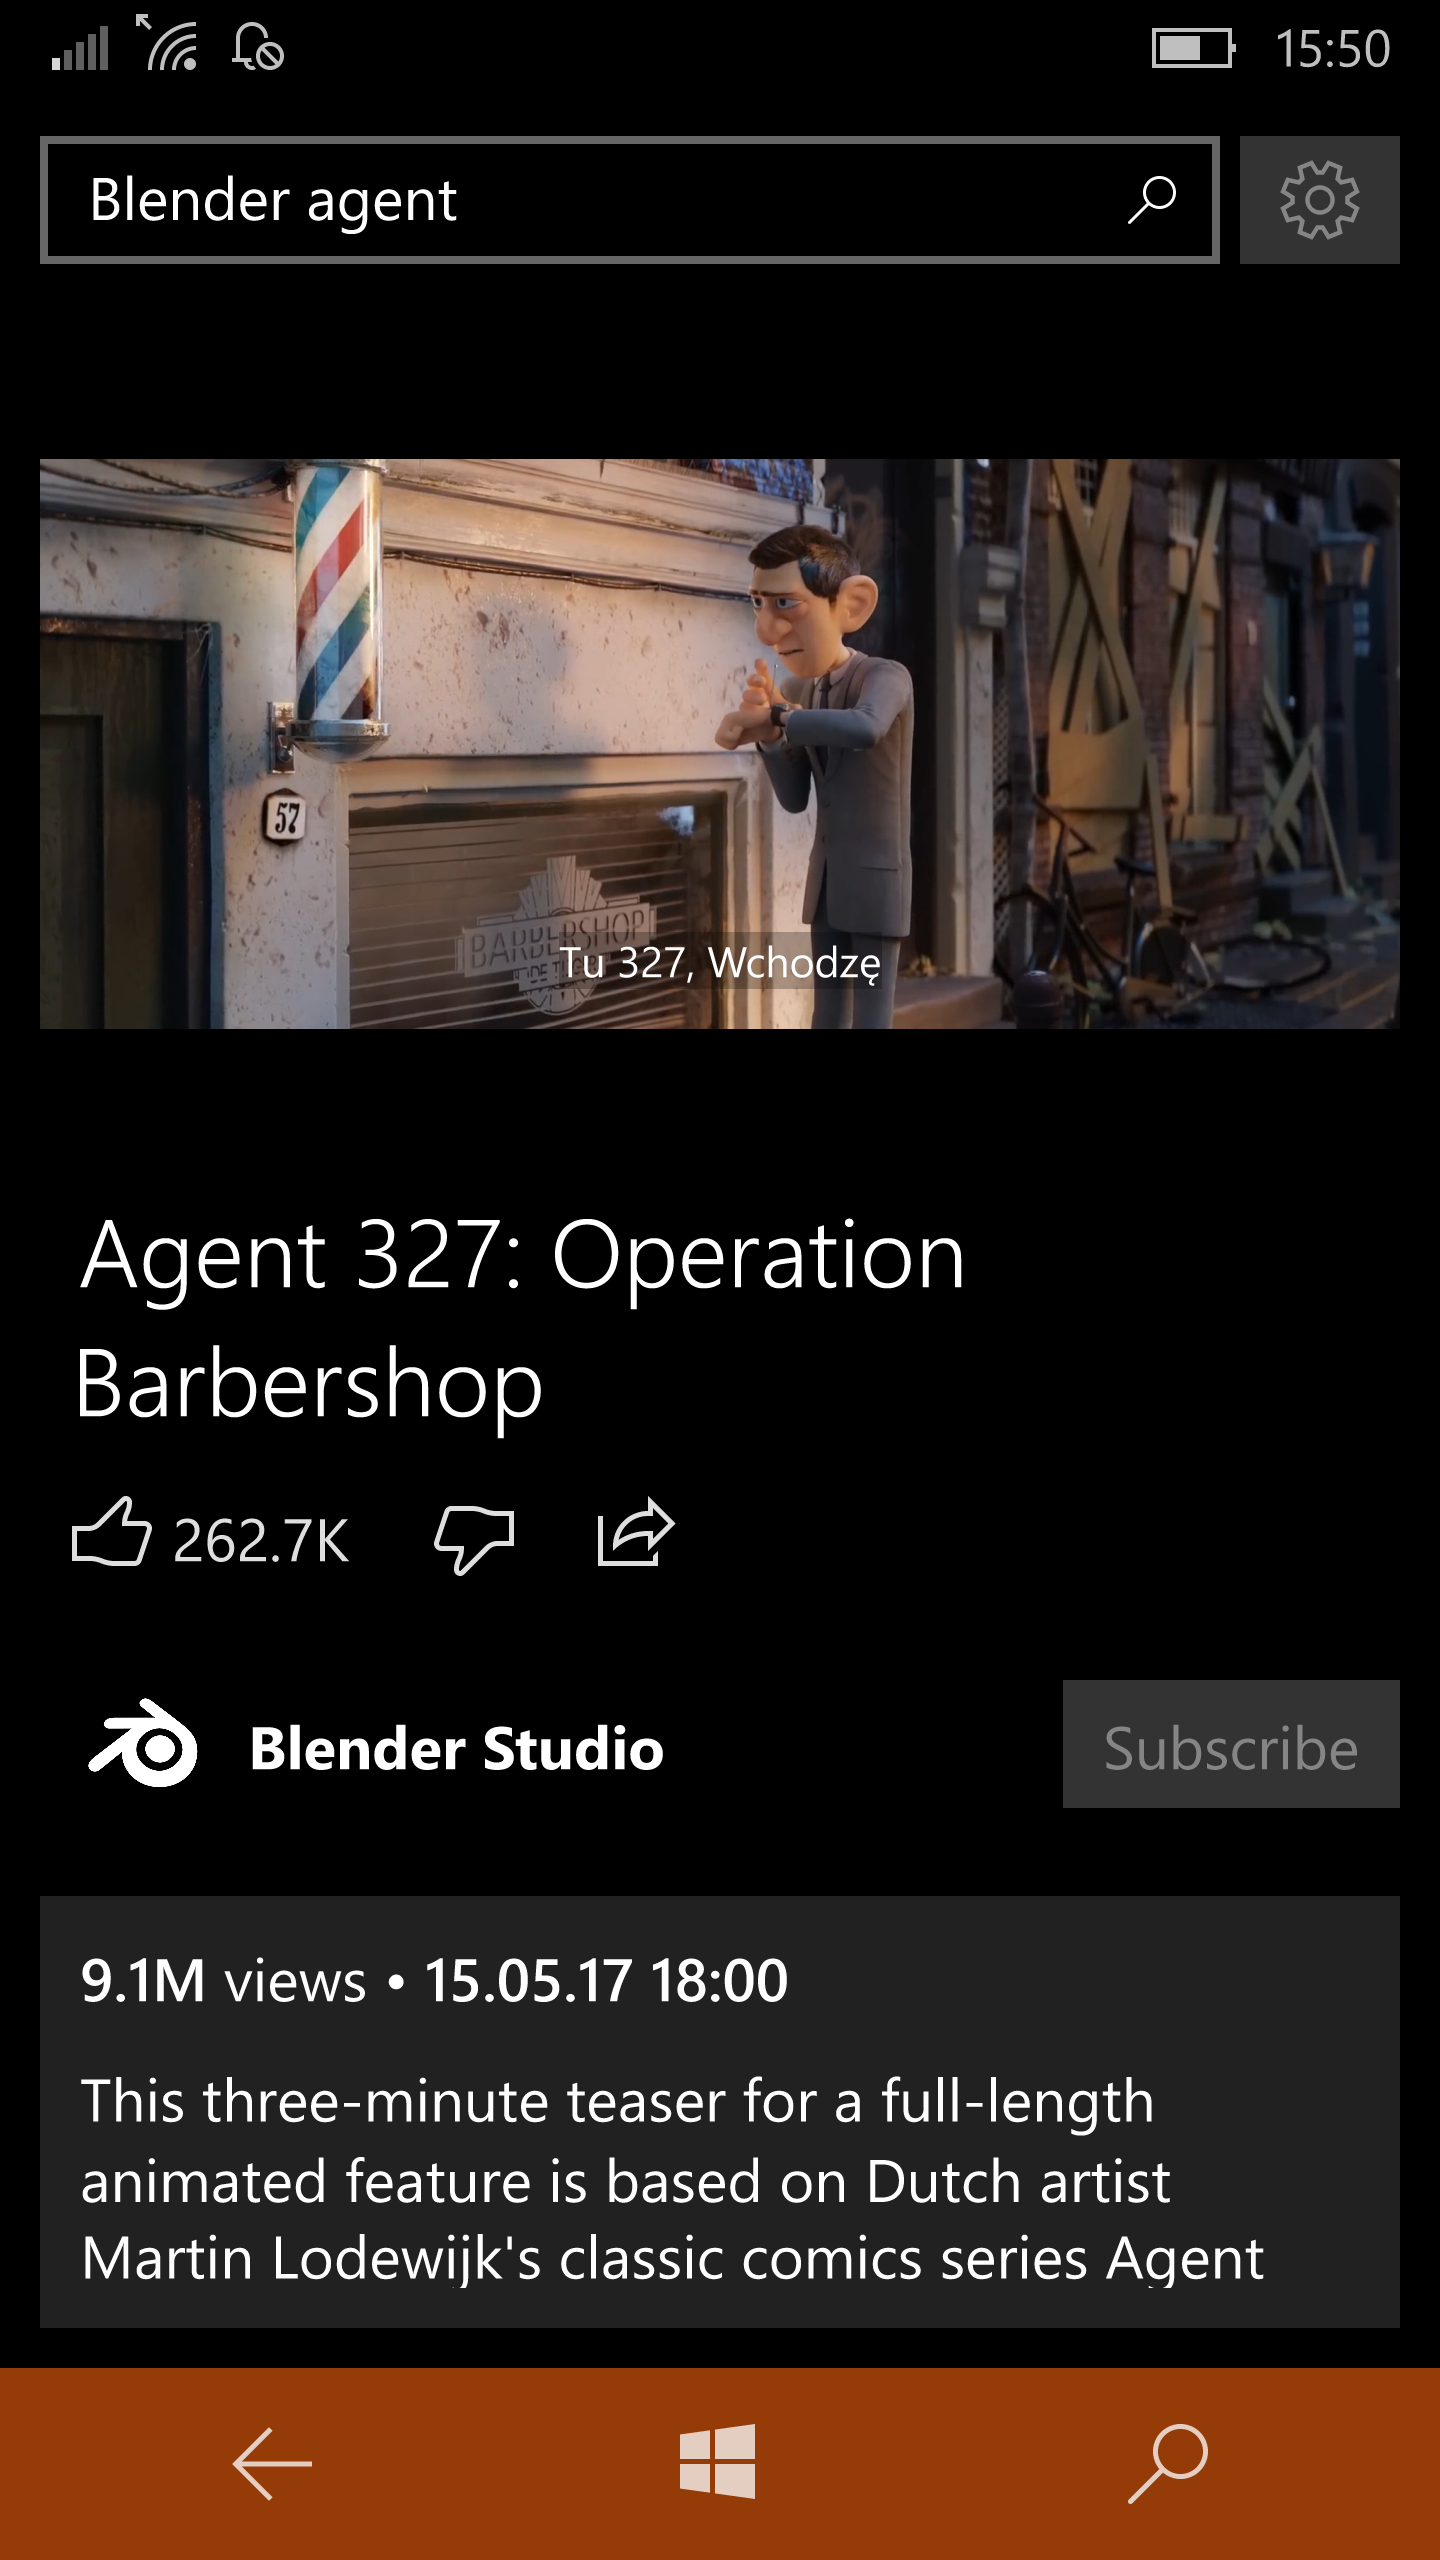 15:50
Blender agent
57
BARBERSHOP
Tu 327, Wchodzę
Agent 327: Operation
Barbershop
262.7K
Blender Studio
Subscribe
9.1M views • 15.05.17 18:00
This three-minute teaser for a full-length
animated feature is based on Dutch artist
Martin Lodewijk's classic comics series Agent